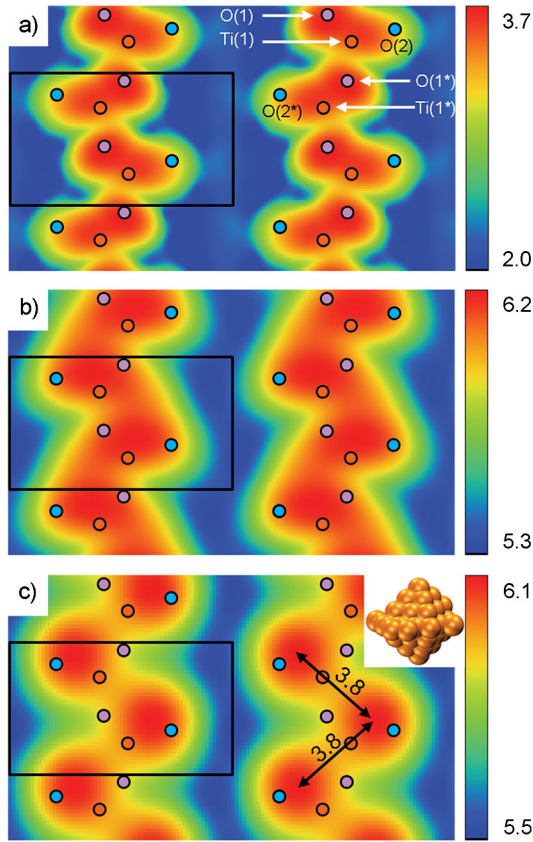 a)
O(1)
Ti(1)
O(2)
O(1*)
O(2*)
Ti(1*)
3.7
2.0
b)
6.2
5.3
c)
3.8
3.8
6.1
5.5